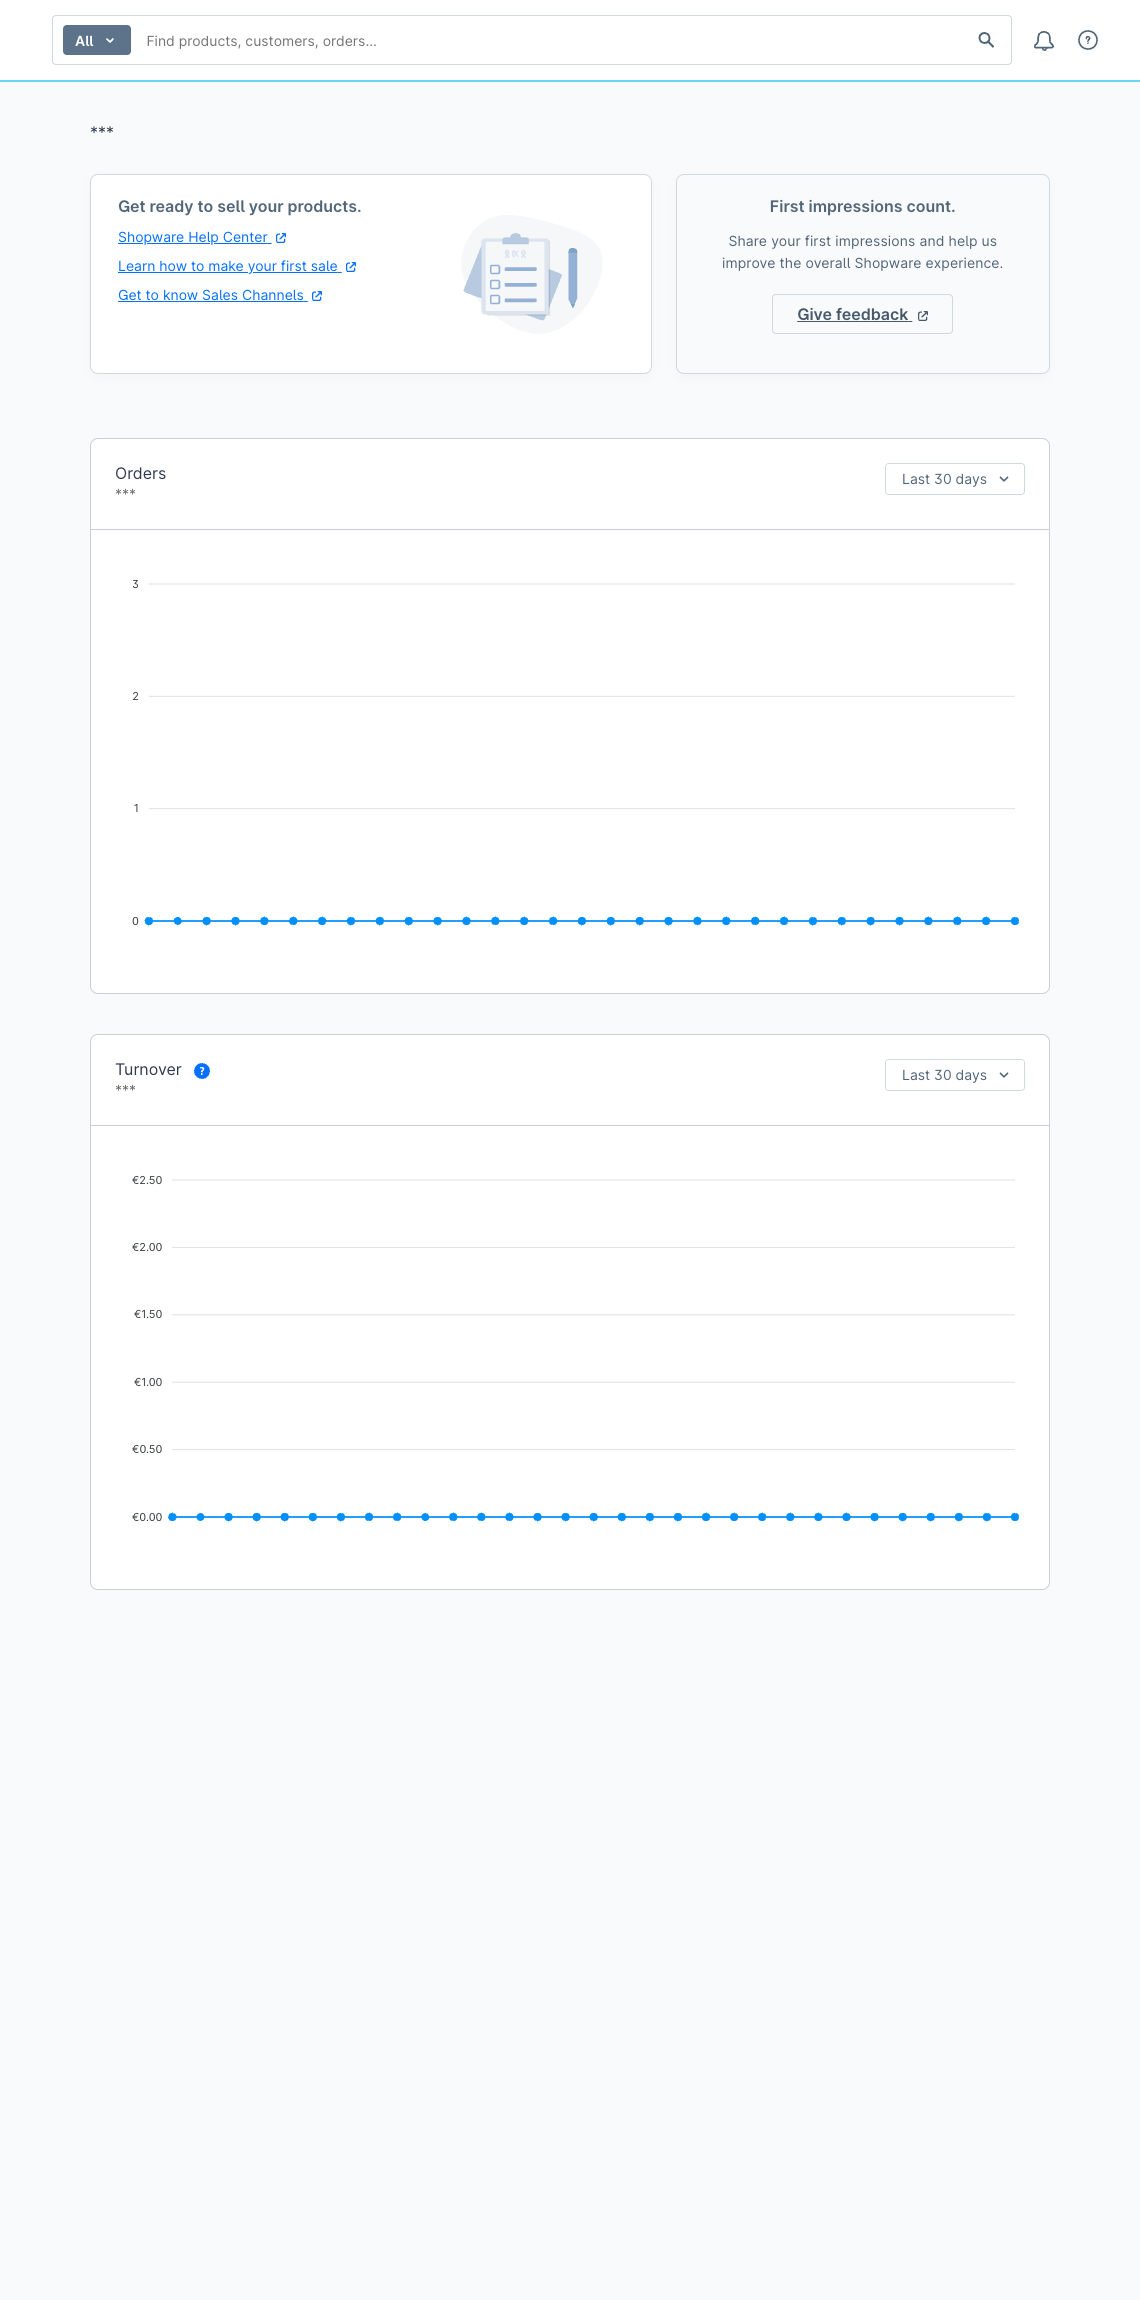 All
Find products, customers, orders...
***
Get ready to sell your products.
Shopware Help Center
Learn how to make your first sale
Get to know Sales Channels
First impressions count.
Share your first impressions and help us
improve the overall Shopware experience.
Give feedback
Orders
***
Last 30 days
3
2
1
0
Turnover ?
***
Last 30 days
€2.50
€2.00
€1.50
€1.00
€0.50
€0.00